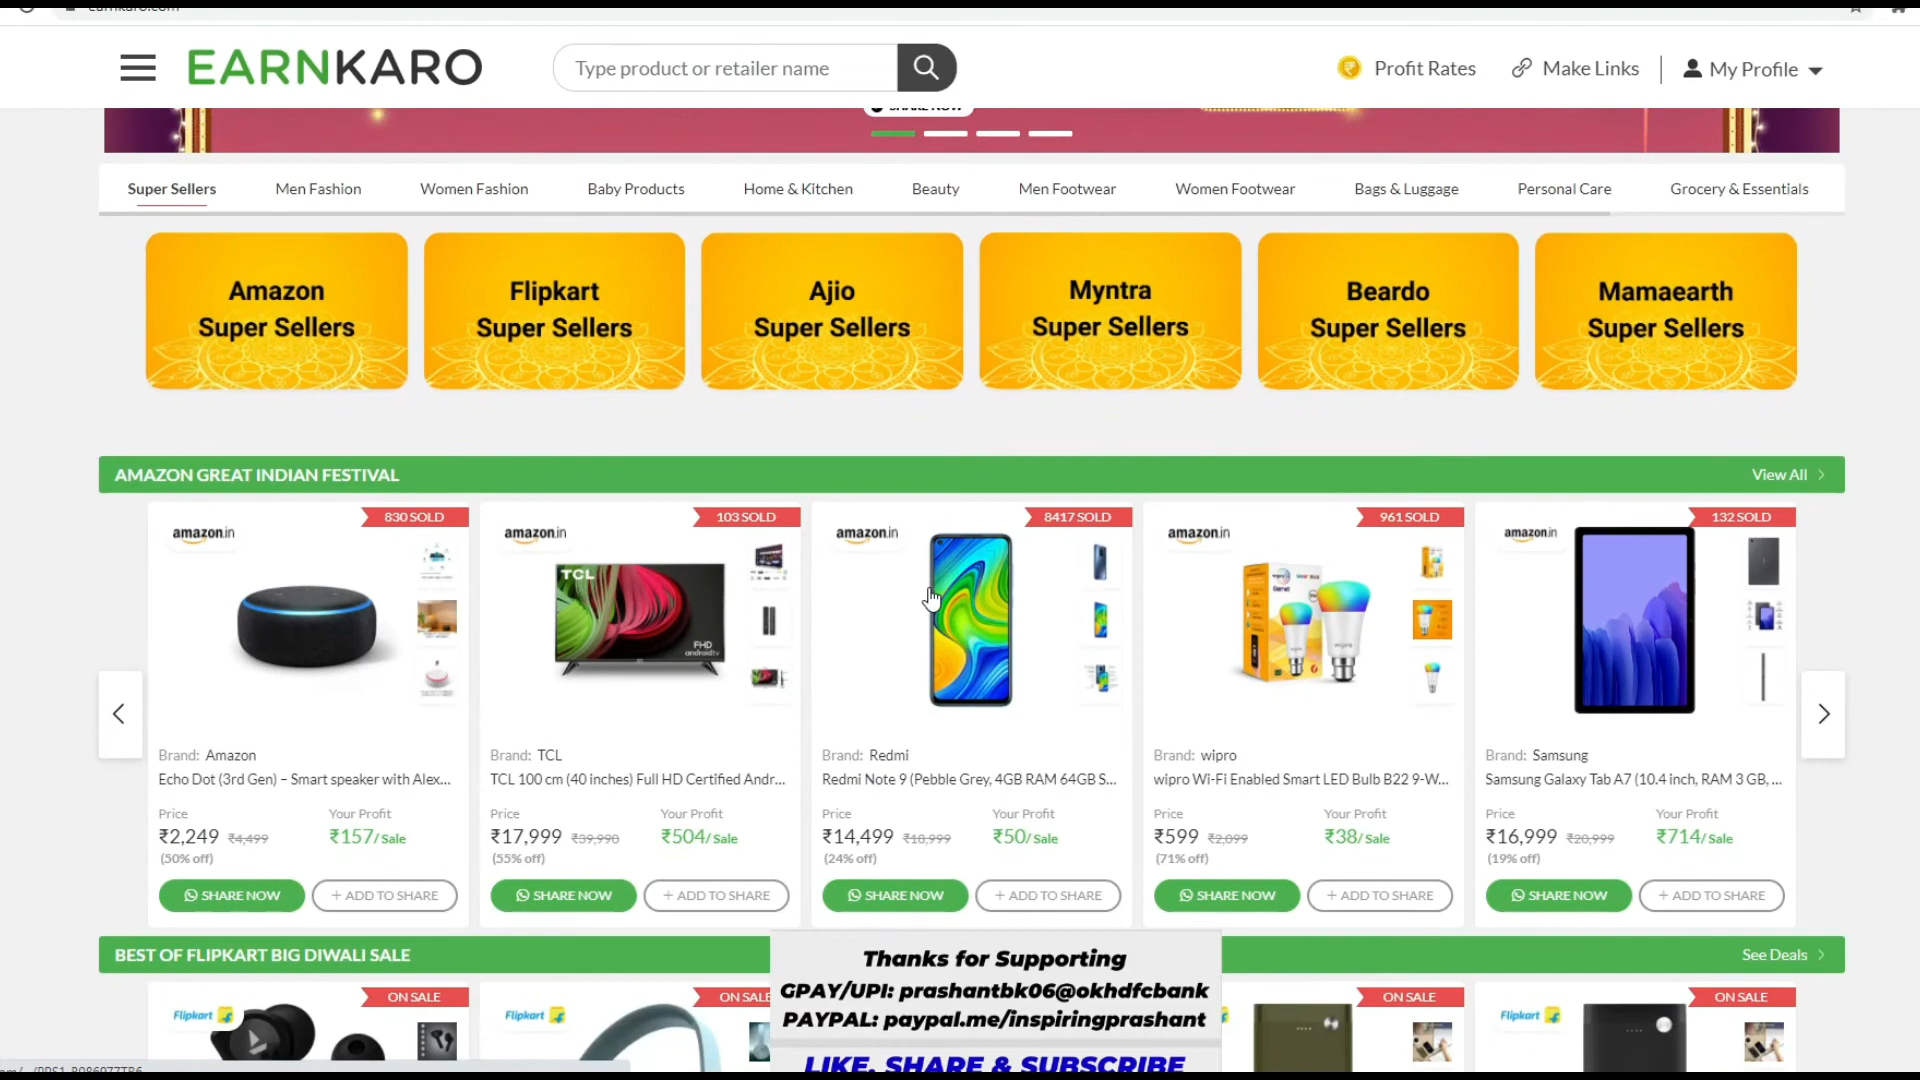 EARNKARO
Type product or retailer name
Profit Rates
Make Links
My Profile
Super Sellers
Men Fashion
Women Fashion
Baby Products
Home & Kitchen
Beauty
Men Footwear
Women Footwear
Bags & Luggage
Personal Care
Grocery & Essentials
Amazon
Super Sellers
Flipkart
Super Sellers
Ajio
Super Sellers
Myntra
Super Sellers
Beardo
Super Sellers
Mamaearth
Super Sellers
AMAZON GREAT INDIAN FESTIVAL
View All
830 SOLD
amazon.in
Brand: Amazon
Echo Dot (3rd Gen) – Smart speaker with Alex...
Price
Your Profit
₹2,249 ₹4,499
₹157/ Sale
(50% off)
SHARE NOW
+ ADD TO SHARE
103 SOLD
amazon.in
TCL
FHD
androidtv
Brand: TCL
TCL 100 cm (40 inches) Full HD Certified Andr...
Price
Your Profit
₹17,999 ₹39,990
₹504/ Sale
(55% off)
SHARE NOW
+ ADD TO SHARE
8417 SOLD
amazon.in
Brand: Redmi
Redmi Note 9 (Pebble Grey, 4GB RAM 64GB S...
Price
Your Profit
₹14,499 ₹18,999
₹50/ Sale
(24% off)
SHARE NOW
+ ADD TO SHARE
961 SOLD
amazon.in
wipro
Brand: wipro
wipro Wi-Fi Enabled Smart LED Bulb B22 9-W...
Price
Your Profit
₹599 ₹2,099
₹38/ Sale
(71% off)
SHARE NOW
+ ADD TO SHARE
132 SOLD
amazon.in
Brand: Samsung
Samsung Galaxy Tab A7 (10.4 inch, RAM 3 GB, ...
Price
Your Profit
₹16,999 ₹20,999
₹714/ Sale
(19% off)
SHARE NOW
+ ADD TO SHARE
BEST OF FLIPKART BIG DIWALI SALE
See Deals
Flipkart
ON SALE
Flipkart
ON SALE
ON SALE
Flipkart
ON SALE
Thanks for Supporting
GPAY/UPI: prashantbk06@okhdfcbank
PAYPAL: paypal.me/inspiringprashant
LIKE, SHARE & SUBSCRIBE